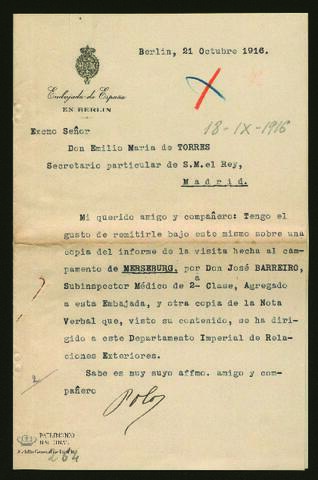 Berlin, 21 Octubre 1916.
Embajada de España
EN BERLIN
18-IX-1916
Excmo Señor
Don Emilio Maria de TORRES
Secretario particular de S.M.el Rey,
Madrid.
Mi querido amigo y compañero: Tengo el
gusto de remitirle bajo este mismo sobre una
copia del informe de la visita hecha al cam-
pamento de MERSEBURG, por Don José BARREIRO,
Subinspector Médico de 2ª Clase, Agregado
a esta Embajada, y otra copia de la Nota
Verbal que, visto su contenido, se ha diri-
gido a este Departamento Imperial de Rela-
ciones Exteriores.
Sabe es muy suyo affmo. amigo y com-
pañero
2
Polo
PATRIMONIO
NACIONAL
264